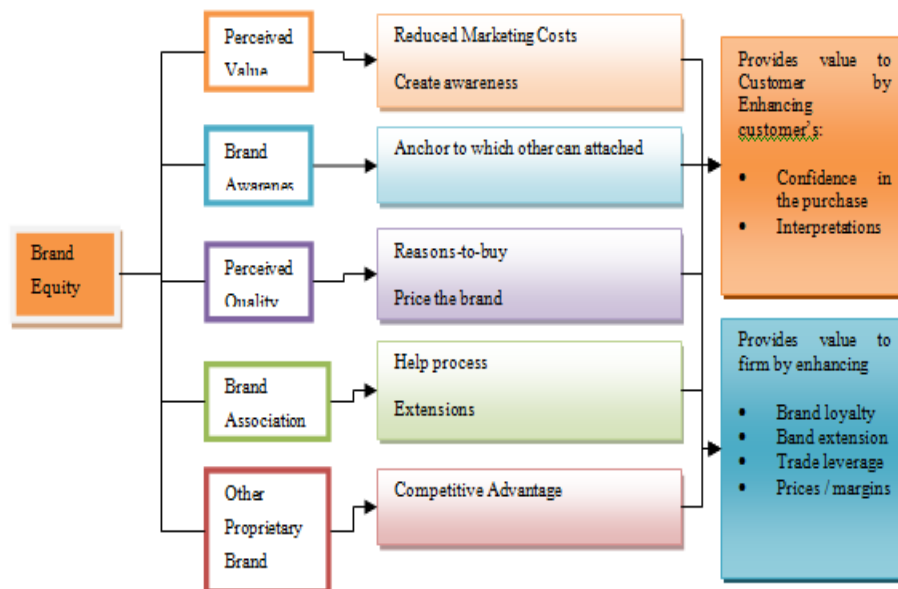 Brand
Equity
Perceived
Value
Reduced Marketing Costs
Create awareness
Brand
Awarenes
Anchor to which other can attached
Perceived
Quality
Reasons-to-buy
Price the brand
Brand
Association
Help process
Extensions
Other
Proprietary
Brand
Competitive Advantage
Provides value to
Customer by
Enhancing
customer's:
• Confidence in
the purchase
• Interpretations
Provides value to
firm by enhancing
• Brand loyalty
• Band extension
• Trade leverage
• Prices / margins